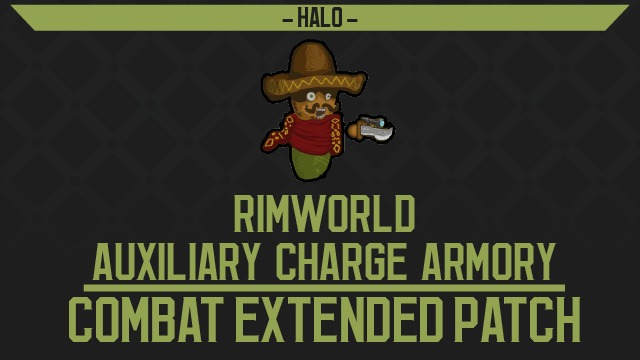 - HALO -
RIMWORLD
AUXILIARY CHARGE ARMORY
COMBAT EXTENDED PATCH